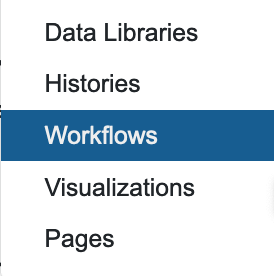 Data Libraries
Histories
Workflows
Visualizations
Pages